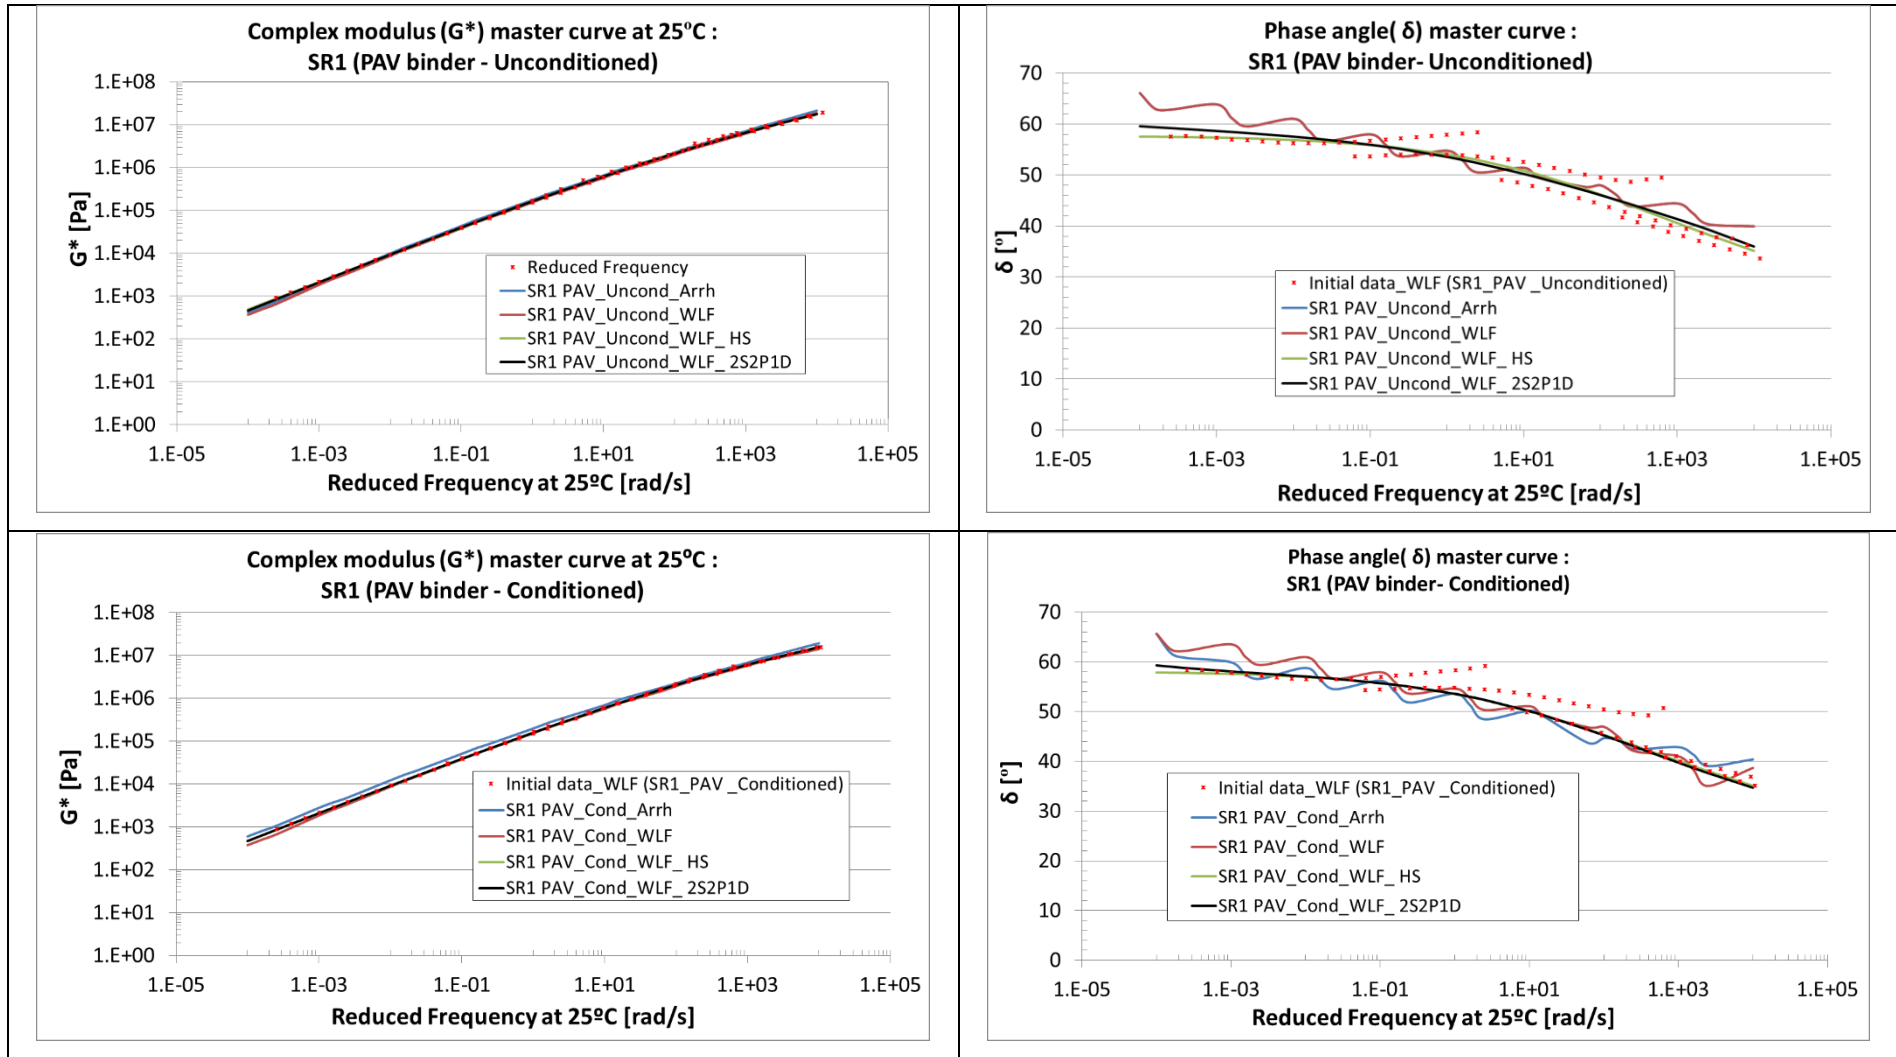 Complex modulus (G*) master curve at 25ºC :
SR1 (PAV binder - Unconditioned)
1.E+08
1.E+07
1.E+06
1.E+05
1.E+04
1.E+03
1.E+02
1.E+01
1.E+00
G* [Pa]
Reduced Frequency
SR1 PAV_Uncond_Arrh
SR1 PAV_Uncond_WLF
SR1 PAV_Uncond_WLF_ HS
SR1 PAV_Uncond_WLF_ 2S2P1D
1.E-05 1.E-03 1.E-01 1.E+01 1.E+03 1.E+05
Reduced Frequency at 25ºC [rad/s]
Phase angle( δ) master curve :
SR1 (PAV binder- Unconditioned)
70
60
50
40
30
20
10
0
δ [º]
Initial data_WLF (SR1_PAV _Unconditioned)
SR1 PAV_Uncond_Arrh
SR1 PAV_Uncond_WLF
SR1 PAV_Uncond_WLF_ HS
SR1 PAV_Uncond_WLF_ 2S2P1D
1.E-05 1.E-03 1.E-01 1.E+01 1.E+03 1.E+05
Reduced Frequency at 25ºC [rad/s]
Complex modulus (G*) master curve at 25ºC :
SR1 (PAV binder - Conditioned)
1.E+08
1.E+07
1.E+06
1.E+05
1.E+04
1.E+03
1.E+02
1.E+01
1.E+00
G* [Pa]
Initial data_WLF (SR1_PAV _Conditioned)
SR1 PAV_Cond_Arrh
SR1 PAV_Cond_WLF
SR1 PAV_Cond_WLF_ HS
SR1 PAV_Cond_WLF_ 2S2P1D
1.E-05 1.E-03 1.E-01 1.E+01 1.E+03 1.E+05
Reduced Frequency at 25ºC [rad/s]
Phase angle( δ) master curve :
SR1 (PAV binder- Conditioned)
70
60
50
40
30
20
10
0
δ [º]
Initial data_WLF (SR1_PAV _Conditioned)
SR1 PAV_Cond_Arrh
SR1 PAV_Cond_WLF
SR1 PAV_Cond_WLF_ HS
SR1 PAV_Cond_WLF_ 2S2P1D
1.E-05 1.E-03 1.E-01 1.E+01 1.E+03 1.E+05
Reduced Frequency at 25ºC [rad/s]